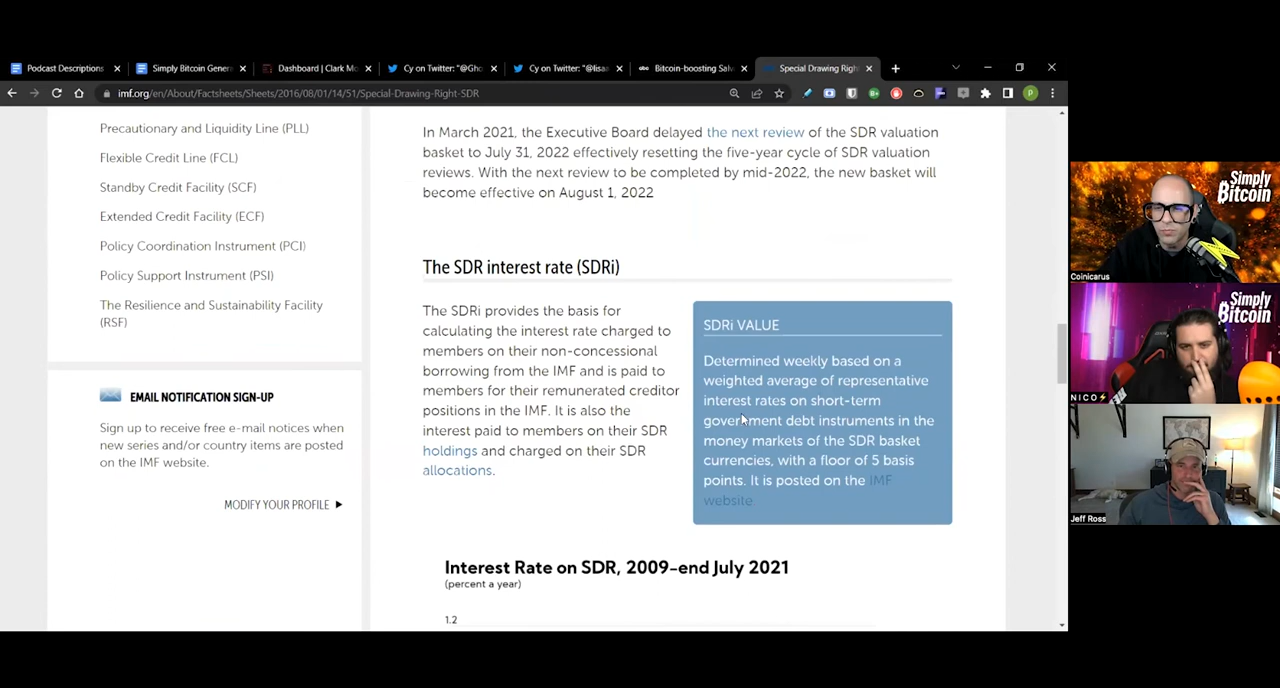 Podcast Descriptions
Simply Bitcoin Gener
Dashboard | Clark Mo
Cy on Twitter: "@Gho
Cy on Twitter: "@lisaa
Bitcoin-boosting Salv
Special Drawing Righ
imf.org/en/About/Factsheets/Sheets/2016/08/01/14/51/Special-Drawing-Right-SDR
Precautionary and Liquidity Line (PLL)
Flexible Credit Line (FCL)
Standby Credit Facility (SCF)
Extended Credit Facility (ECF)
Policy Coordination Instrument (PCI)
Policy Support Instrument (PSI)
The Resilience and Sustainability Facility
(RSF)
EMAIL NOTIFICATION SIGN-UP
Sign up to receive free e-mail notices when
new series and/or country items are posted
on the IMF website.
MODIFY YOUR PROFILE
In March 2021, the Executive Board delayed the next review of the SDR valuation
basket to July 31, 2022 effectively resetting the five-year cycle of SDR valuation
reviews. With the next review to be completed by mid-2022, the new basket will
become effective on August 1, 2022
The SDR interest rate (SDRi)
The SDRi provides the basis for
calculating the interest rate charged to
members on their non-concessional
borrowing from the IMF and is paid to
members for their remunerated creditor
positions in the IMF. It is also the
interest paid to members on their SDR
holdings and charged on their SDR
allocations.
SDRi VALUE
Determined weekly based on a
weighted average of representative
interest rates on short-term
government debt instruments in the
money markets of the SDR basket
currencies, with a floor of 5 basis
points. It is posted on the IMF
website.
Interest Rate on SDR, 2009–end July 2021
(percent a year)
1.2
Simply
Bitcoin
Coinicarus
Simply
Bitcoin
NICO⚡
Jeff Ross